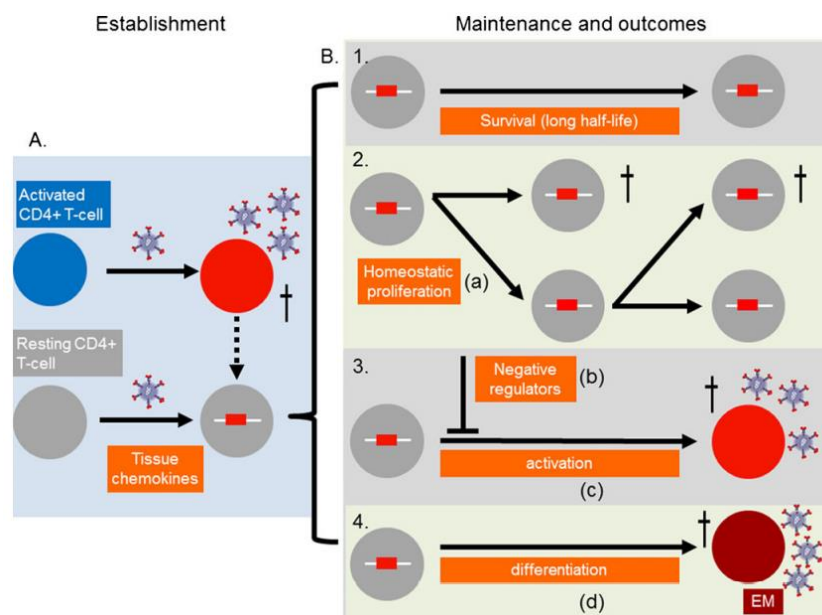 Establishment
Maintenance and outcomes
A.
Activated
CD4+ T-cell
Resting CD4+
T-cell
Tissue
chemokines
B.
1.
Survival (long half-life)
2.
Homeostatic
proliferation
(a)
3.
Negative
regulators
(b)
activation
(c)
4.
differentiation
(d)
EM